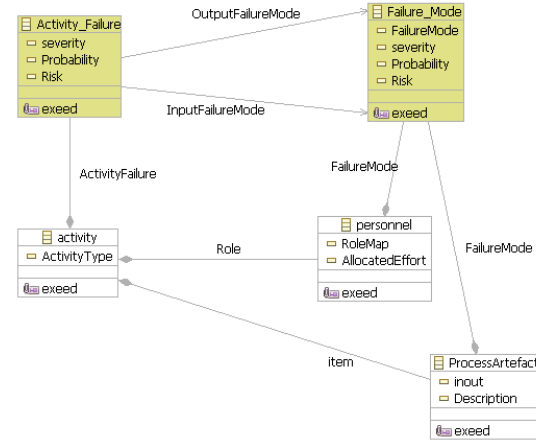 Activity_Failure
severity
Probability
Risk
exeed
OutputFailureMode
Failure_Mode
FailureMode
severity
Probability
Risk
exeed
InputFailureMode
ActivityFailure
FailureMode
activity
ActivityType
exeed
Role
personnel
RoleMap
AllocatedEffort
exeed
FailureMode
item
ProcessArtefact
inout
Description
exeed